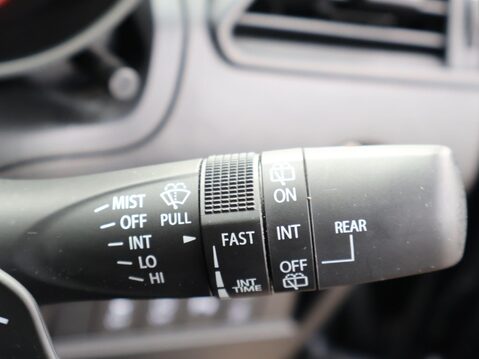 MIST
OFF
INT
LO
HI
PULL
FAST
INT
TIME
ON
INT
OFF
REAR